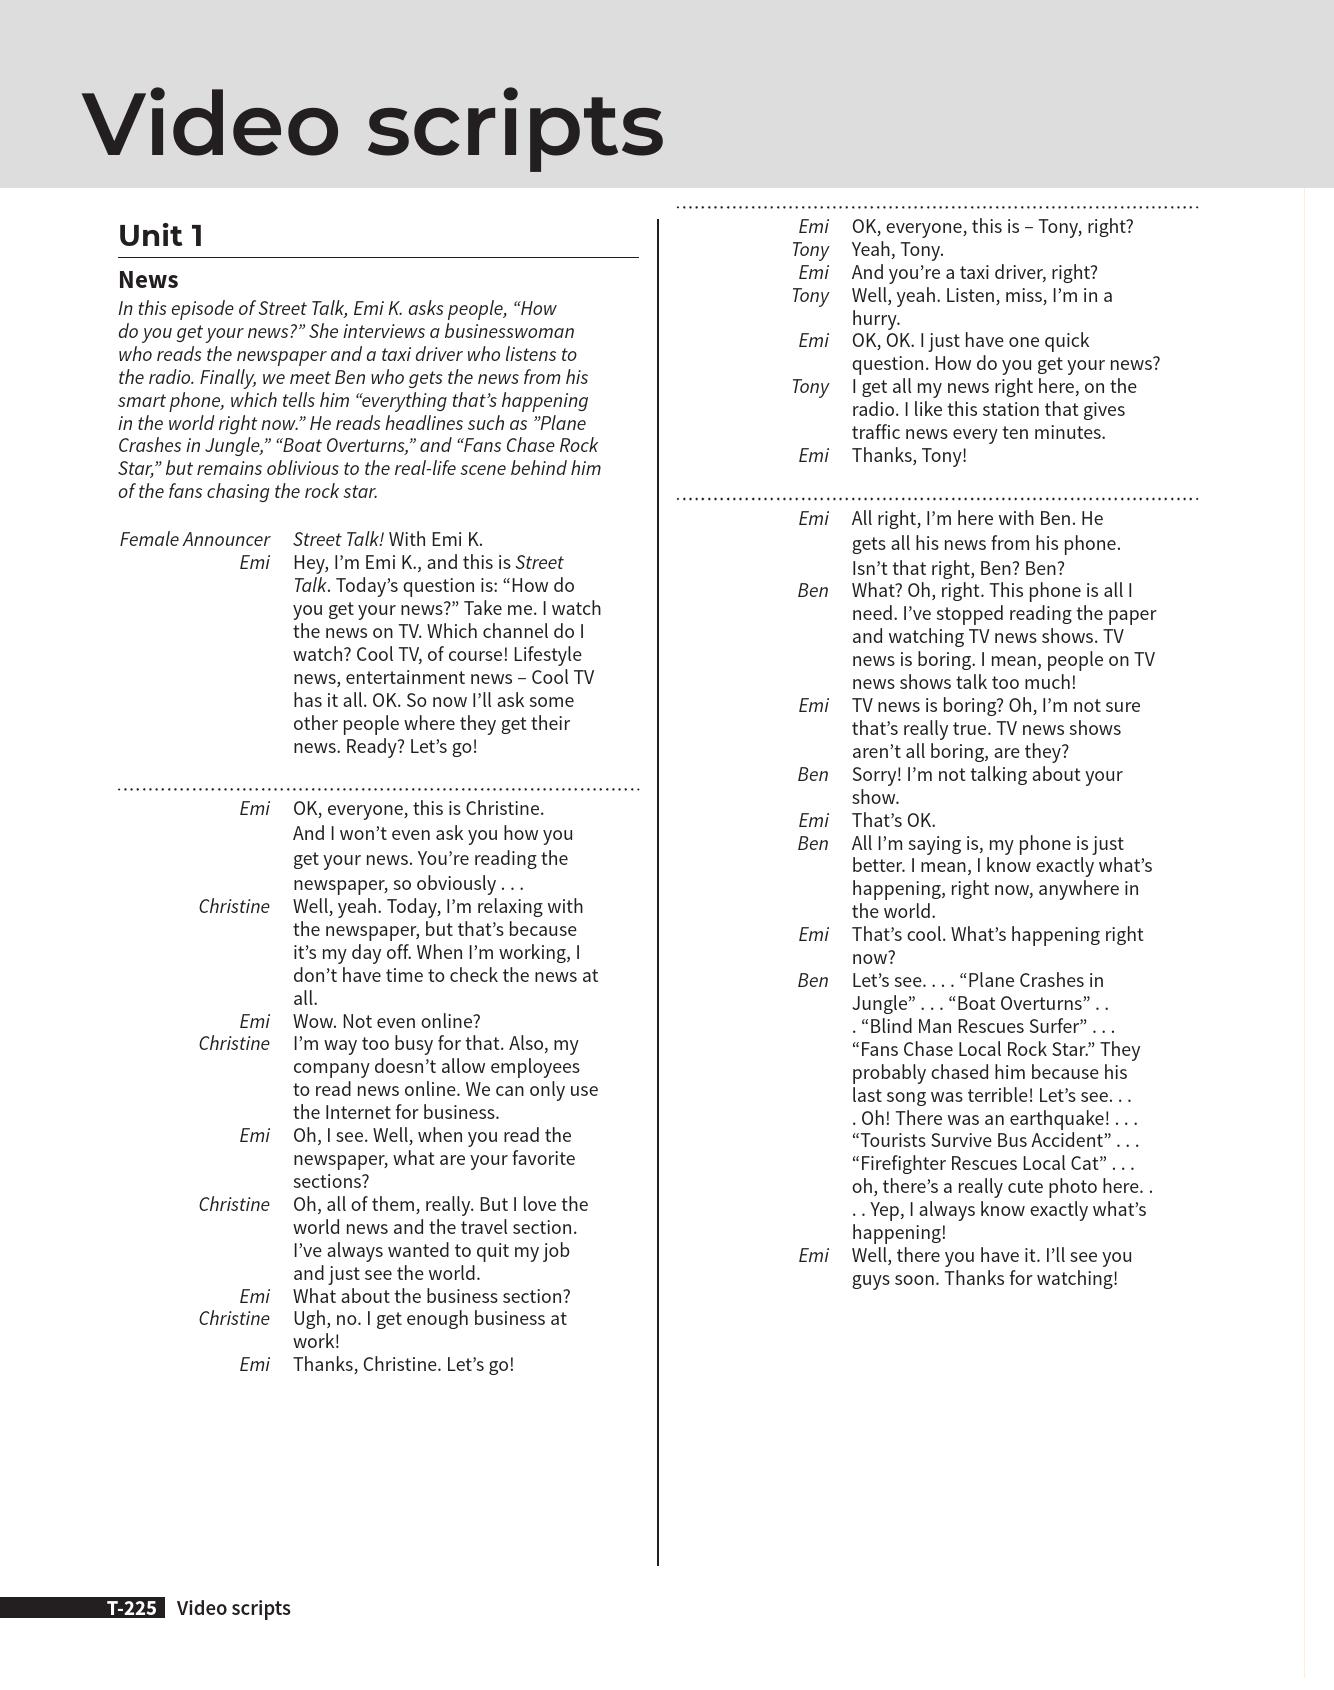 Video scripts
Unit 1
News
In this episode of Street Talk, Emi K. asks people, “How
do you get your news?” She interviews a businesswoman
who reads the newspaper and a taxi driver who listens to
the radio. Finally, we meet Ben who gets the news from his
smart phone, which tells him “everything that’s happening
in the world right now.” He reads headlines such as ”Plane
Crashes in Jungle,” “Boat Overturns,” and “Fans Chase Rock
Star,” but remains oblivious to the real-life scene behind him
of the fans chasing the rock star.
Female Announcer Street Talk! With Emi K.
Emi Hey, I’m Emi K., and this is Street
Talk. Today’s question is: “How do
you get your news?” Take me. I watch
the news on TV. Which channel do I
watch? Cool TV, of course! Lifestyle
news, entertainment news – Cool TV
has it all. OK. So now I’ll ask some
other people where they get their
news. Ready? Let’s go!
Emi OK, everyone, this is Christine.
And I won’t even ask you how you
get your news. You’re reading the
newspaper, so obviously . . .
Christine Well, yeah. Today, I’m relaxing with
the newspaper, but that’s because
it’s my day off. When I’m working, I
don’t have time to check the news at
all.
Emi Wow. Not even online?
Christine I’m way too busy for that. Also, my
company doesn’t allow employees
to read news online. We can only use
the Internet for business.
Emi Oh, I see. Well, when you read the
newspaper, what are your favorite
sections?
Christine Oh, all of them, really. But I love the
world news and the travel section.
I’ve always wanted to quit my job
and just see the world.
Emi What about the business section?
Christine Ugh, no. I get enough business at
work!
Emi Thanks, Christine. Let’s go!
Emi OK, everyone, this is – Tony, right?
Tony Yeah, Tony.
Emi And you’re a taxi driver, right?
Tony Well, yeah. Listen, miss, I’m in a
hurry.
Emi OK, OK. I just have one quick
question. How do you get your news?
Tony I get all my news right here, on the
radio. I like this station that gives
traffic news every ten minutes.
Emi Thanks, Tony!
Emi All right, I’m here with Ben. He
gets all his news from his phone.
Isn’t that right, Ben? Ben?
Ben What? Oh, right. This phone is all I
need. I’ve stopped reading the paper
and watching TV news shows. TV
news is boring. I mean, people on TV
news shows talk too much!
Emi TV news is boring? Oh, I’m not sure
that’s really true. TV news shows
aren’t all boring, are they?
Ben Sorry! I’m not talking about your
show.
Emi That’s OK.
Ben All I’m saying is, my phone is just
better. I mean, I know exactly what’s
happening, right now, anywhere in
the world.
Emi That’s cool. What’s happening right
now?
Ben Let’s see. . . . “Plane Crashes in
Jungle” . . . “Boat Overturns” . .
. “Blind Man Rescues Surfer” . . .
“Fans Chase Local Rock Star.” They
probably chased him because his
last song was terrible! Let’s see. . .
. Oh! There was an earthquake! . . .
“Tourists Survive Bus Accident” . . .
“Firefighter Rescues Local Cat” . . .
oh, there’s a really cute photo here. .
. . Yep, I always know exactly what’s
happening!
Emi Well, there you have it. I’ll see you
guys soon. Thanks for watching!
T-225 Video scripts